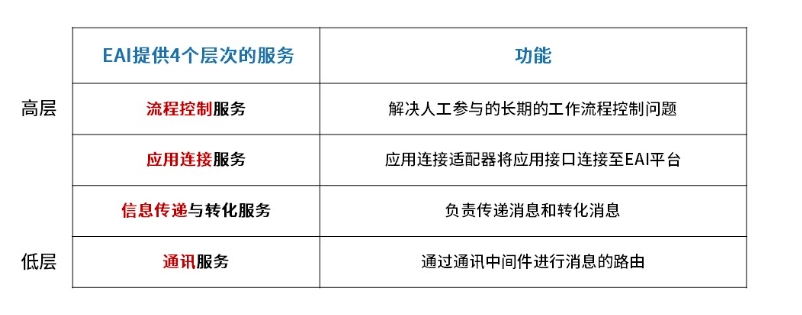 EAI提供4个层次的服务 功能
高层 流程控制服务 解决人工参与的长期的工作流程控制问题
应用连接服务 应用连接适配器将应用接口连接至EAI平台
信息传递与转化服务 负责传递消息和转化消息
低层 通讯服务 通过通讯中间件进行消息的路由